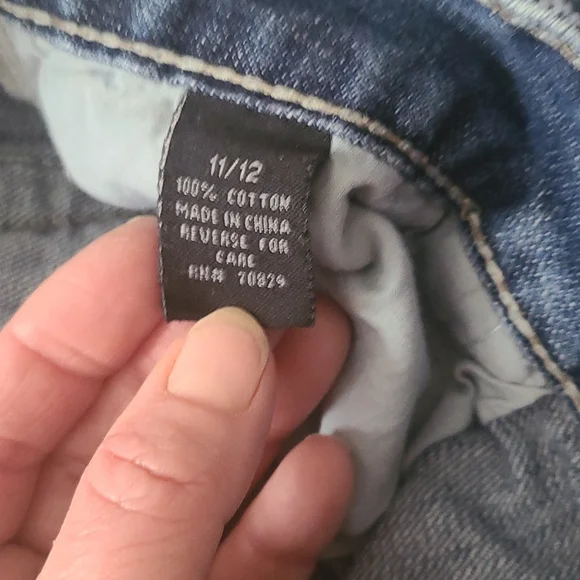 11/12
100% COTTON
MADE IN CHINA
REVERSE FOR
CARE
RN# 70829